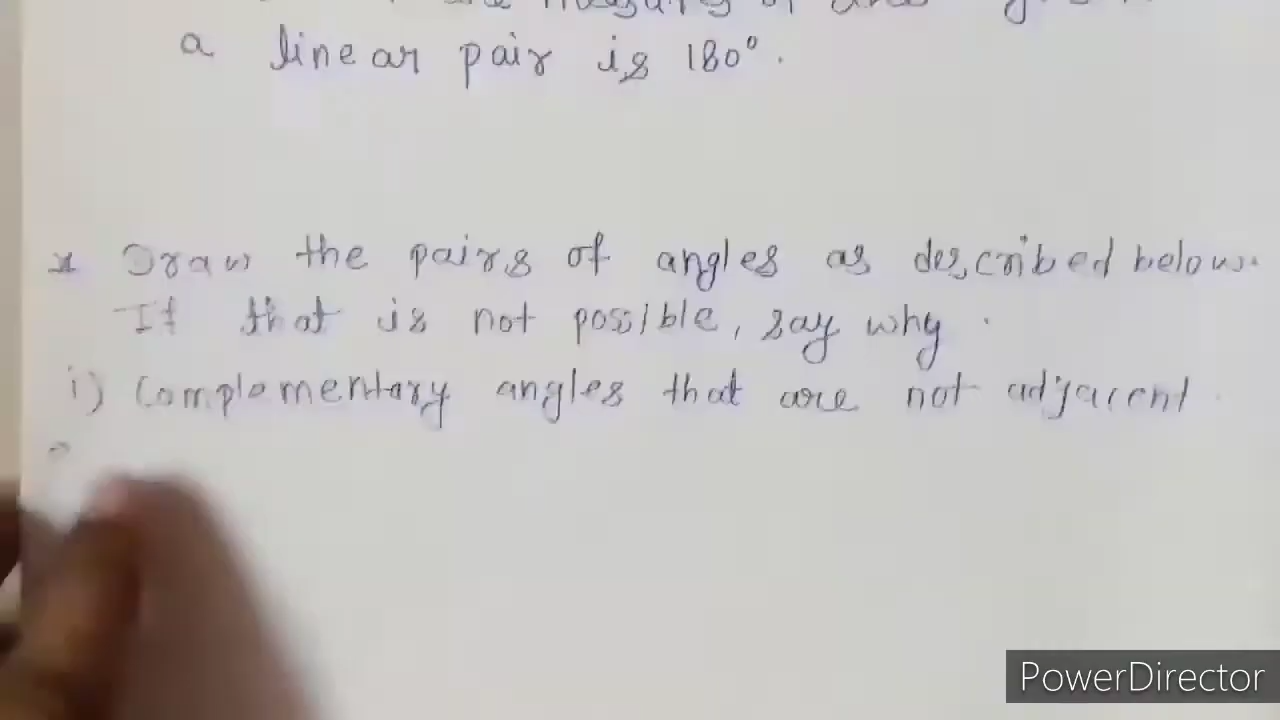 a linear pair is 180°.
* Draw the pairs of angles as described below.
If that is not possible, say why.
i) Complementary angles that are not adjacent.
PowerDirector